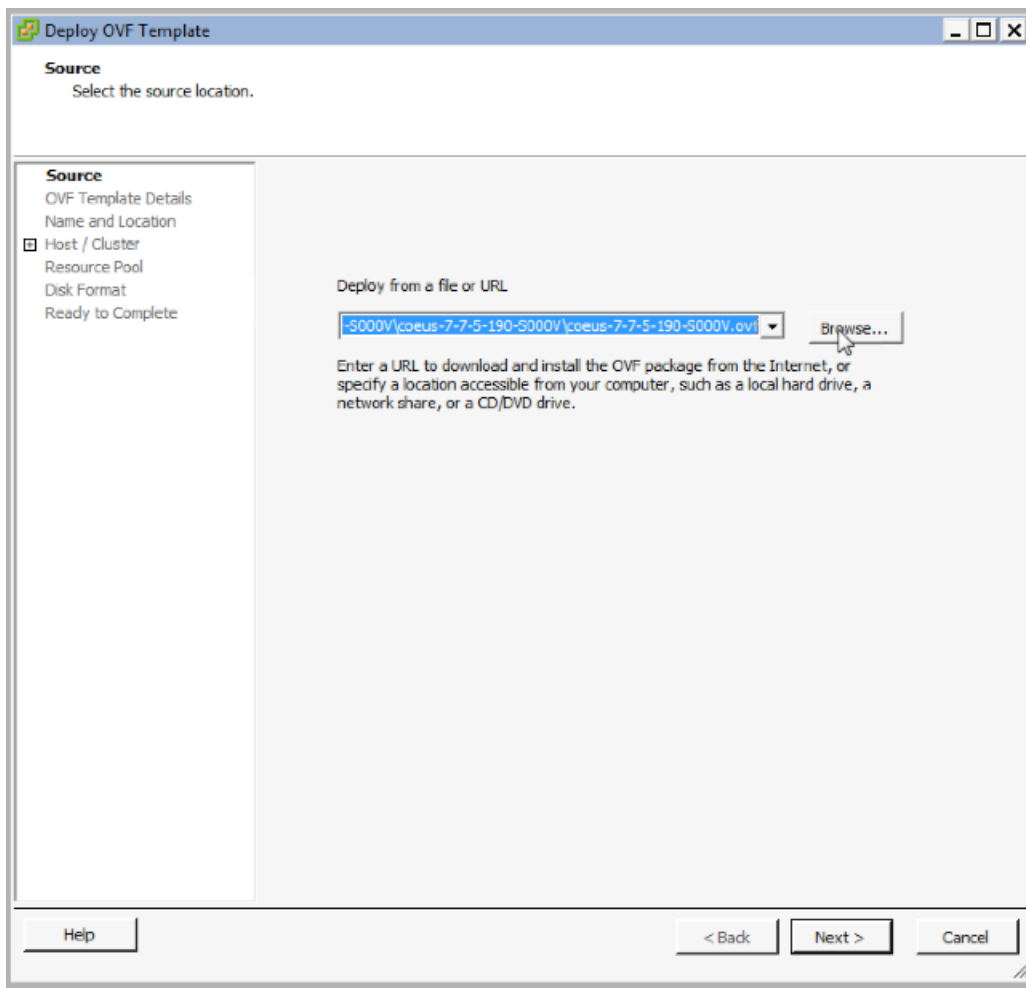 Deploy OVF Template
Source
Select the source location.
Source
OVF Template Details
Name and Location
Host / Cluster
Resource Pool
Disk Format
Ready to Complete
Deploy from a file or URL
-S000V\coeus-7-7-5-190-S000V\coeus-7-7-5-190-S000V.ovf
Browse...
Enter a URL to download and install the OVF package from the Internet, or
specify a location accessible from your computer, such as a local hard drive, a
network share, or a CD/DVD drive.
Help
< Back
Next >
Cancel